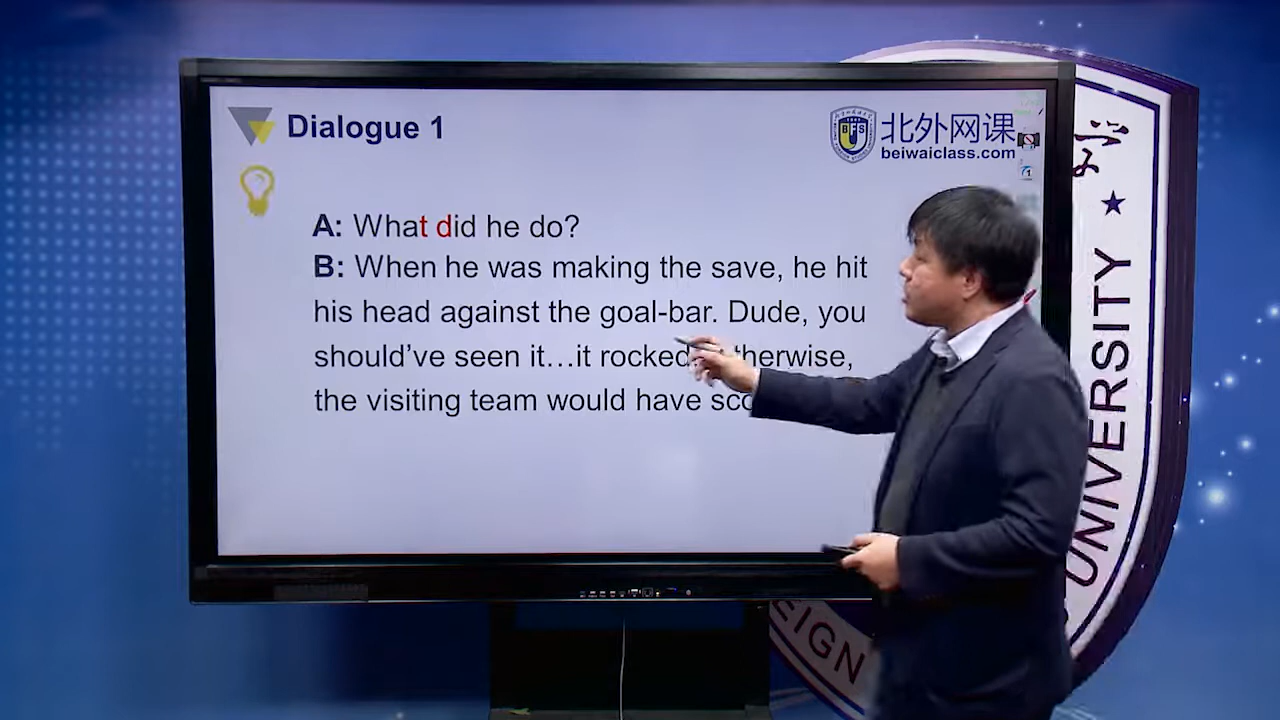 Dialogue 1
北外网课
beiwaiclass.com
A: What did he do?
B: When he was making the save, he hit
his head against the goal-bar. Dude, you
should’ve seen it…it rocked
the visiting team would have
UNIVERSITY